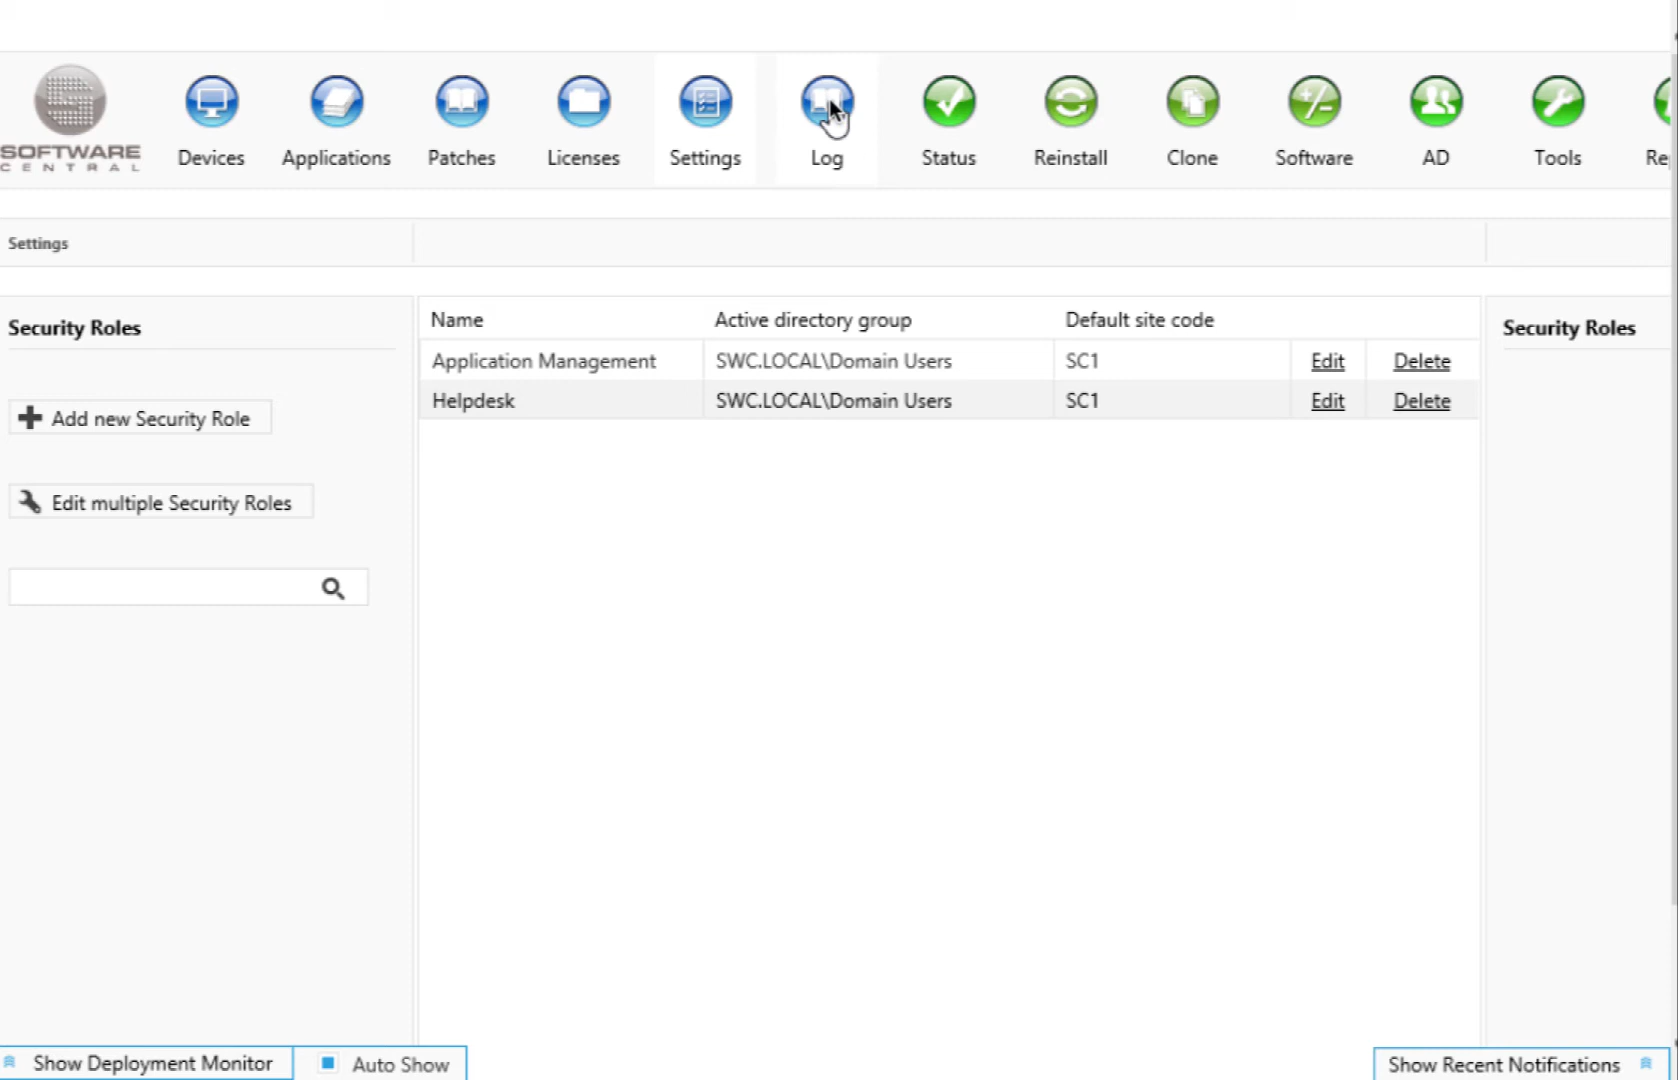 SOFTWARE
CENTRAL
Devices
Applications
Patches
Licenses
Settings
Log
Status
Reinstall
Clone
Software
AD
Tools
Settings
Security Roles
Add new Security Role
Edit multiple Security Roles
Name Active directory group Default site code
Application Management SWC.LOCAL\Domain Users SC1 Edit Delete
Helpdesk SWC.LOCAL\Domain Users SC1 Edit Delete
Security Roles
Show Deployment Monitor
Auto Show
Show Recent Notifications